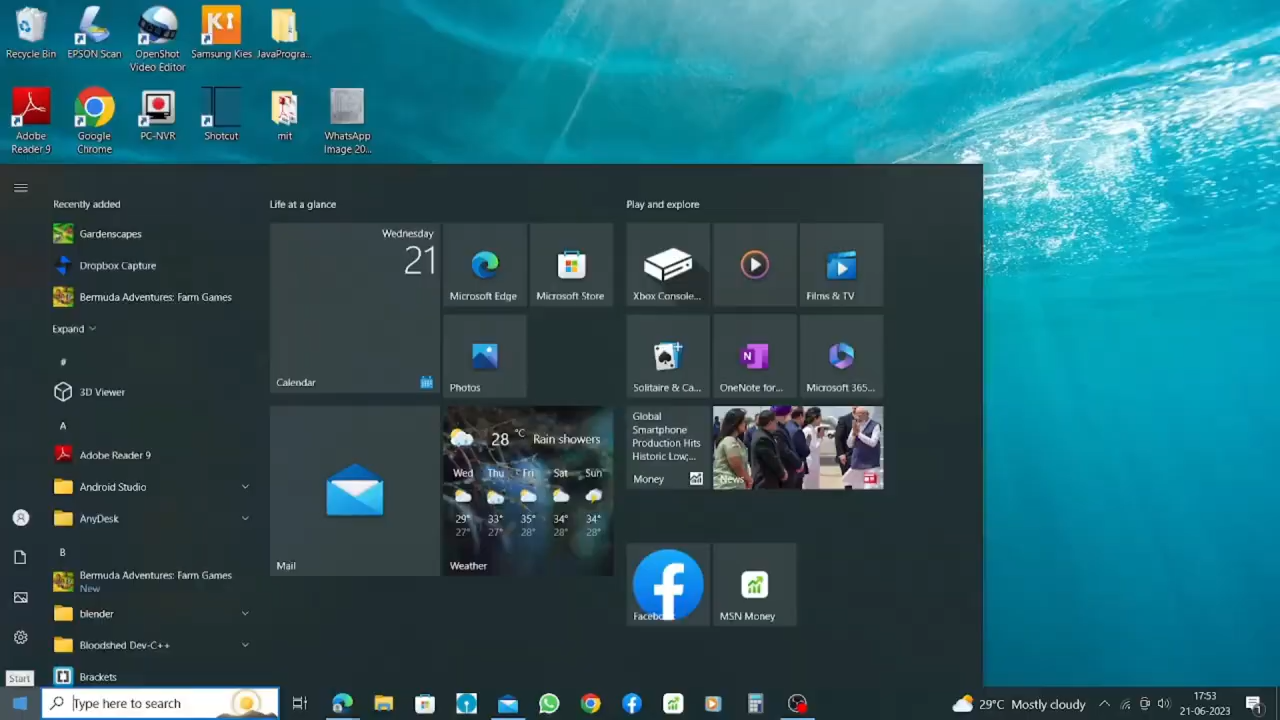 Recycle Bin
EPSON Scan
OpenShot
Video Editor
Samsung Kies
JavaProgra...
Adobe
Reader 9
Google
Chrome
PC-NVR
Shotcut
mit
WhatsApp
Image 20...
Recently added
Gardenscapes
Dropbox Capture
Bermuda Adventures: Farm Games
Expand
#
3D Viewer
A
Adobe Reader 9
Android Studio
AnyDesk
B
Bermuda Adventures: Farm Games
New
blender
Bloodshed Dev-C++
Brackets
Life at a glance
Wednesday
21
Calendar
Microsoft Edge
Microsoft Store
Photos
Mail
28 °C Rain showers
Wed Thu Fri Sat Sun
29° 33° 35° 34° 34°
27° 27° 28° 28° 28°
Weather
Play and explore
Xbox Console...
Films & TV
Solitaire & Ca...
OneNote for...
Microsoft 365...
Global
Smartphone
Production Hits
Historic Low;...
Money
News
Facebook
MSN Money
Start
Type here to search
29°C Mostly cloudy
17:53
21-06-2023
1